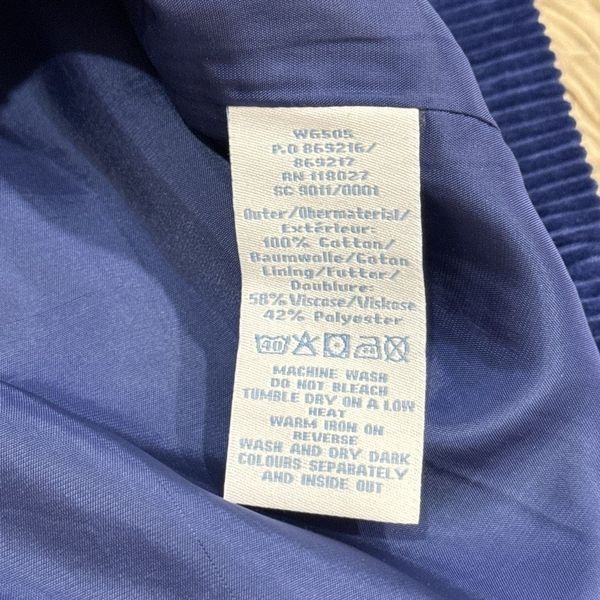 WG505
P.O 869216/
869217
RN 118027
SC 9011/0001
Outer/Obermaterial/
Extérieur:
100% Cotton/
Baumwolle/Coton
Lining/Futter/
Doublure:
58% Viscose/Viskose
42% Polyester
40
MACHINE WASH
DO NOT BLEACH
TUMBLE DRY ON A LOW
HEAT
WARM IRON ON
REVERSE
WASH AND DRY DARK
COLOURS SEPARATELY
AND INSIDE OUT